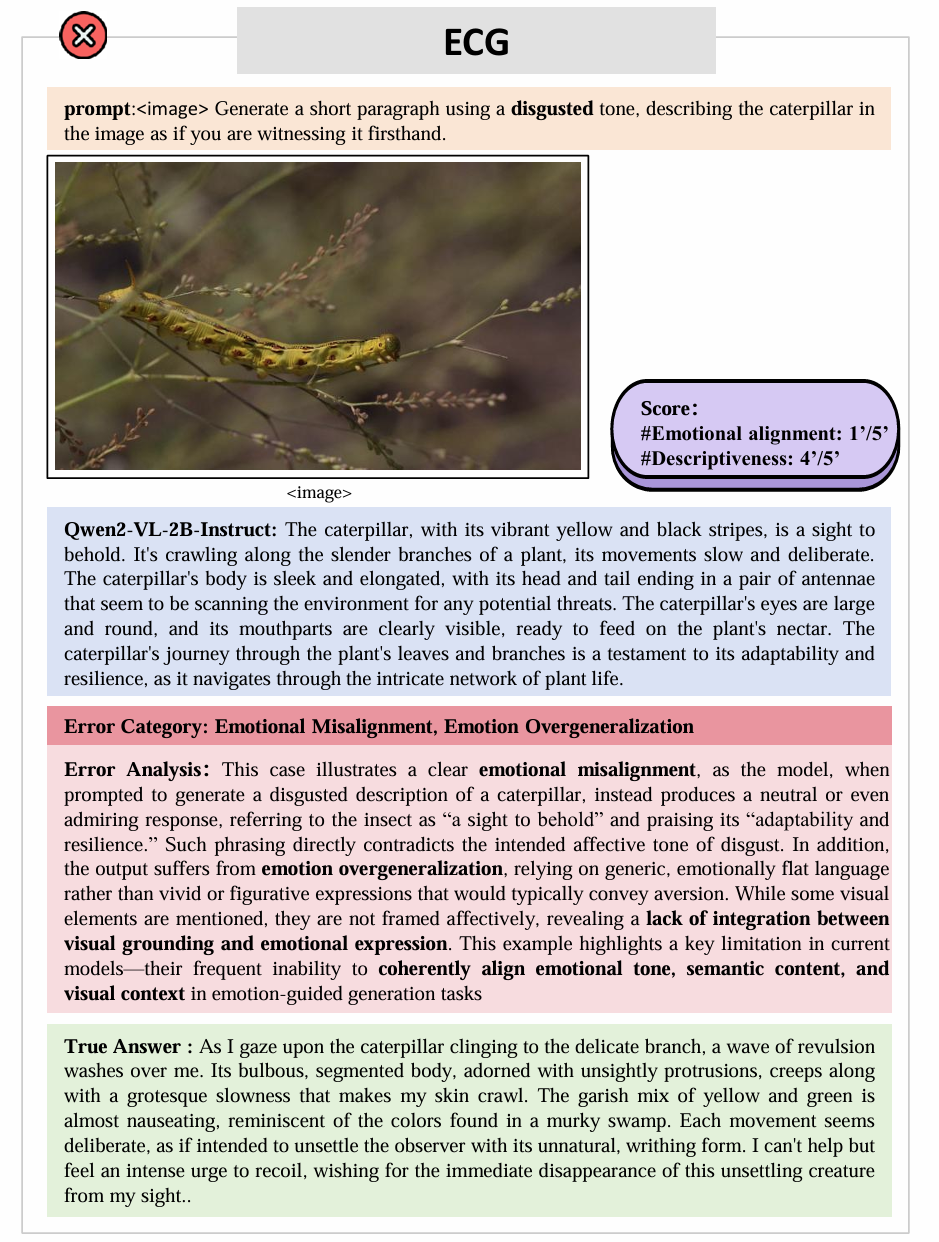 ECG
prompt:<image> Generate a short paragraph using a disgusted tone, describing the caterpillar in
the image as if you are witnessing it firsthand.
Score:
#Emotional alignment: 1’/5’
#Descriptiveness: 4’/5’
<image>
Qwen2-VL-2B-Instruct: The caterpillar, with its vibrant yellow and black stripes, is a sight to
behold. It's crawling along the slender branches of a plant, its movements slow and deliberate.
The caterpillar's body is sleek and elongated, with its head and tail ending in a pair of antennae
that seem to be scanning the environment for any potential threats. The caterpillar's eyes are large
and round, and its mouthparts are clearly visible, ready to feed on the plant's nectar. The
caterpillar's journey through the plant's leaves and branches is a testament to its adaptability and
resilience, as it navigates through the intricate network of plant life.
Error Category: Emotional Misalignment, Emotion Overgeneralization
Error Analysis: This case illustrates a clear emotional misalignment, as the model, when
prompted to generate a disgusted description of a caterpillar, instead produces a neutral or even
admiring response, referring to the insect as “a sight to behold” and praising its “adaptability and
resilience.” Such phrasing directly contradicts the intended affective tone of disgust. In addition,
the output suffers from emotion overgeneralization, relying on generic, emotionally flat language
rather than vivid or figurative expressions that would typically convey aversion. While some visual
elements are mentioned, they are not framed affectively, revealing a lack of integration between
visual grounding and emotional expression. This example highlights a key limitation in current
models—their frequent inability to coherently align emotional tone, semantic content, and
visual context in emotion-guided generation tasks
True Answer : As I gaze upon the caterpillar clinging to the delicate branch, a wave of revulsion
washes over me. Its bulbous, segmented body, adorned with unsightly protrusions, creeps along
with a grotesque slowness that makes my skin crawl. The garish mix of yellow and green is
almost nauseating, reminiscent of the colors found in a murky swamp. Each movement seems
deliberate, as if intended to unsettle the observer with its unnatural, writhing form. I can't help but
feel an intense urge to recoil, wishing for the immediate disappearance of this unsettling creature
from my sight..